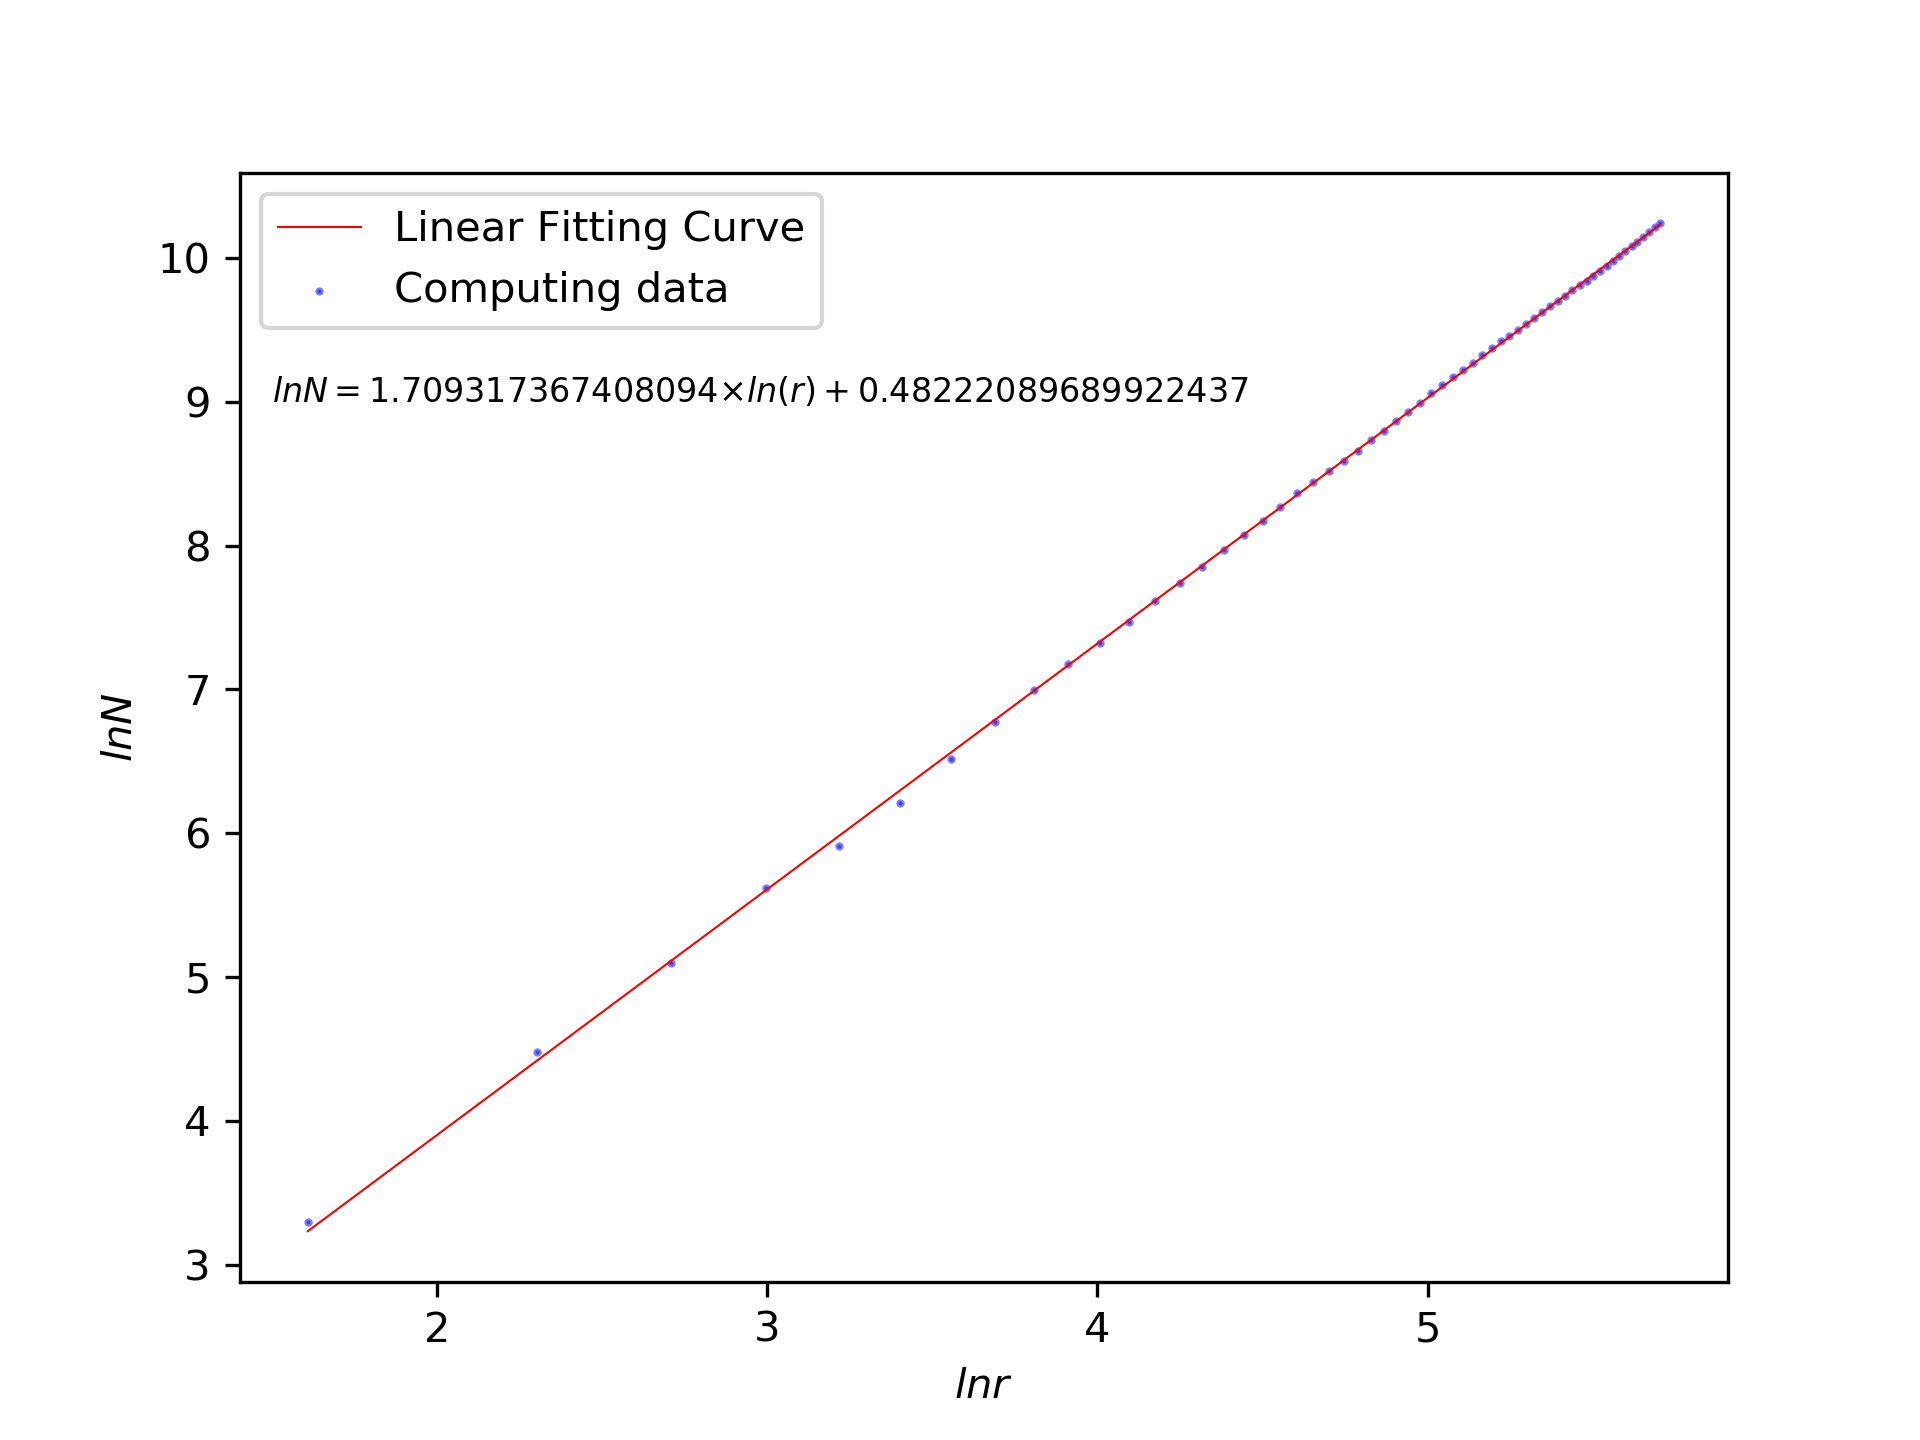 Linear Fitting Curve
Computing data
lnN = 1.709317367408094×ln(r) + 0.48222089689922437
10
9
8
7
6
5
4
3
lnN
2 3 4 5
lnr